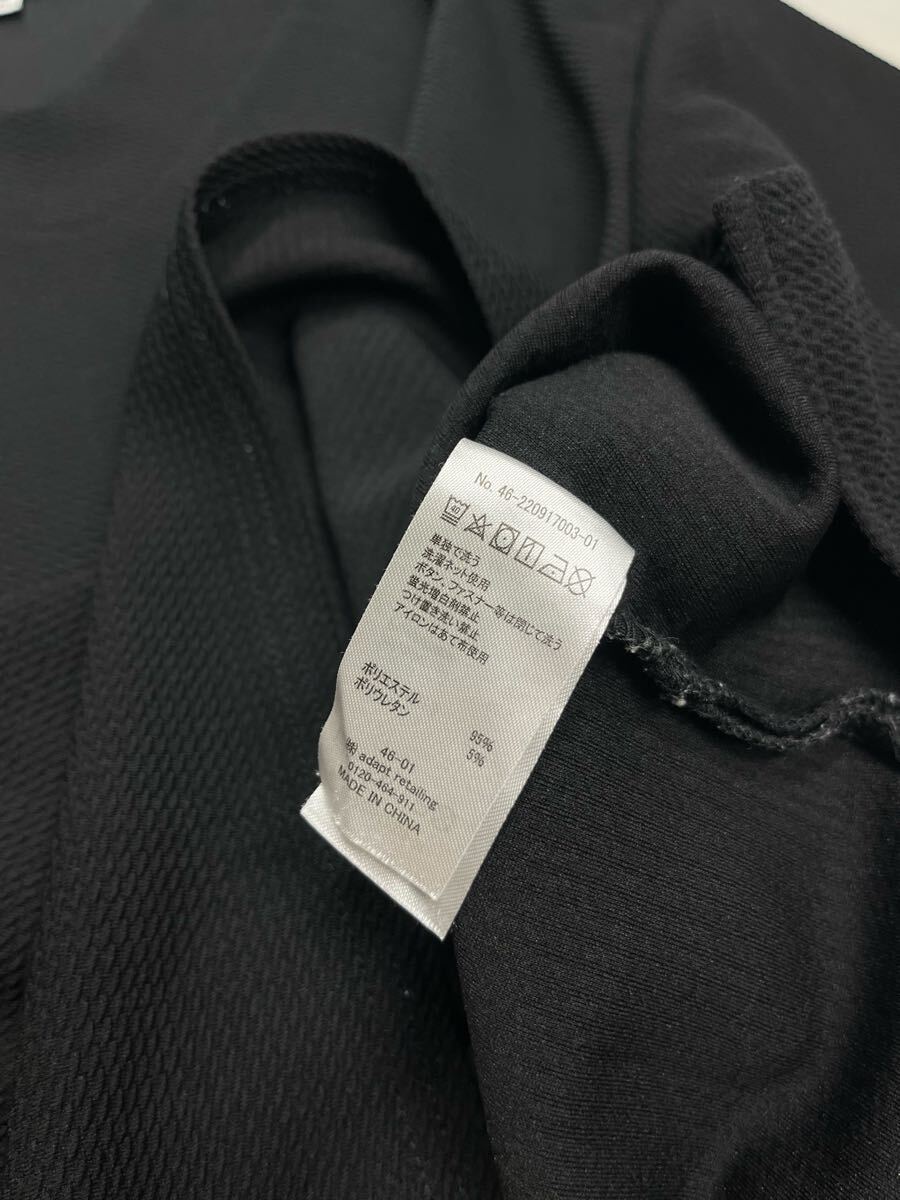 No. 46-220917003-01
40
単独で洗う
洗濯ネット使用
ボタン、ファスナー等は閉じて洗う
蛍光増白剤禁止
つけ置き洗い禁止
アイロンはあて布使用
ポリエステル 95%
ポリウレタン 5%
46-01
㈱ adapt retailing
0120-464-911
MADE IN CHINA